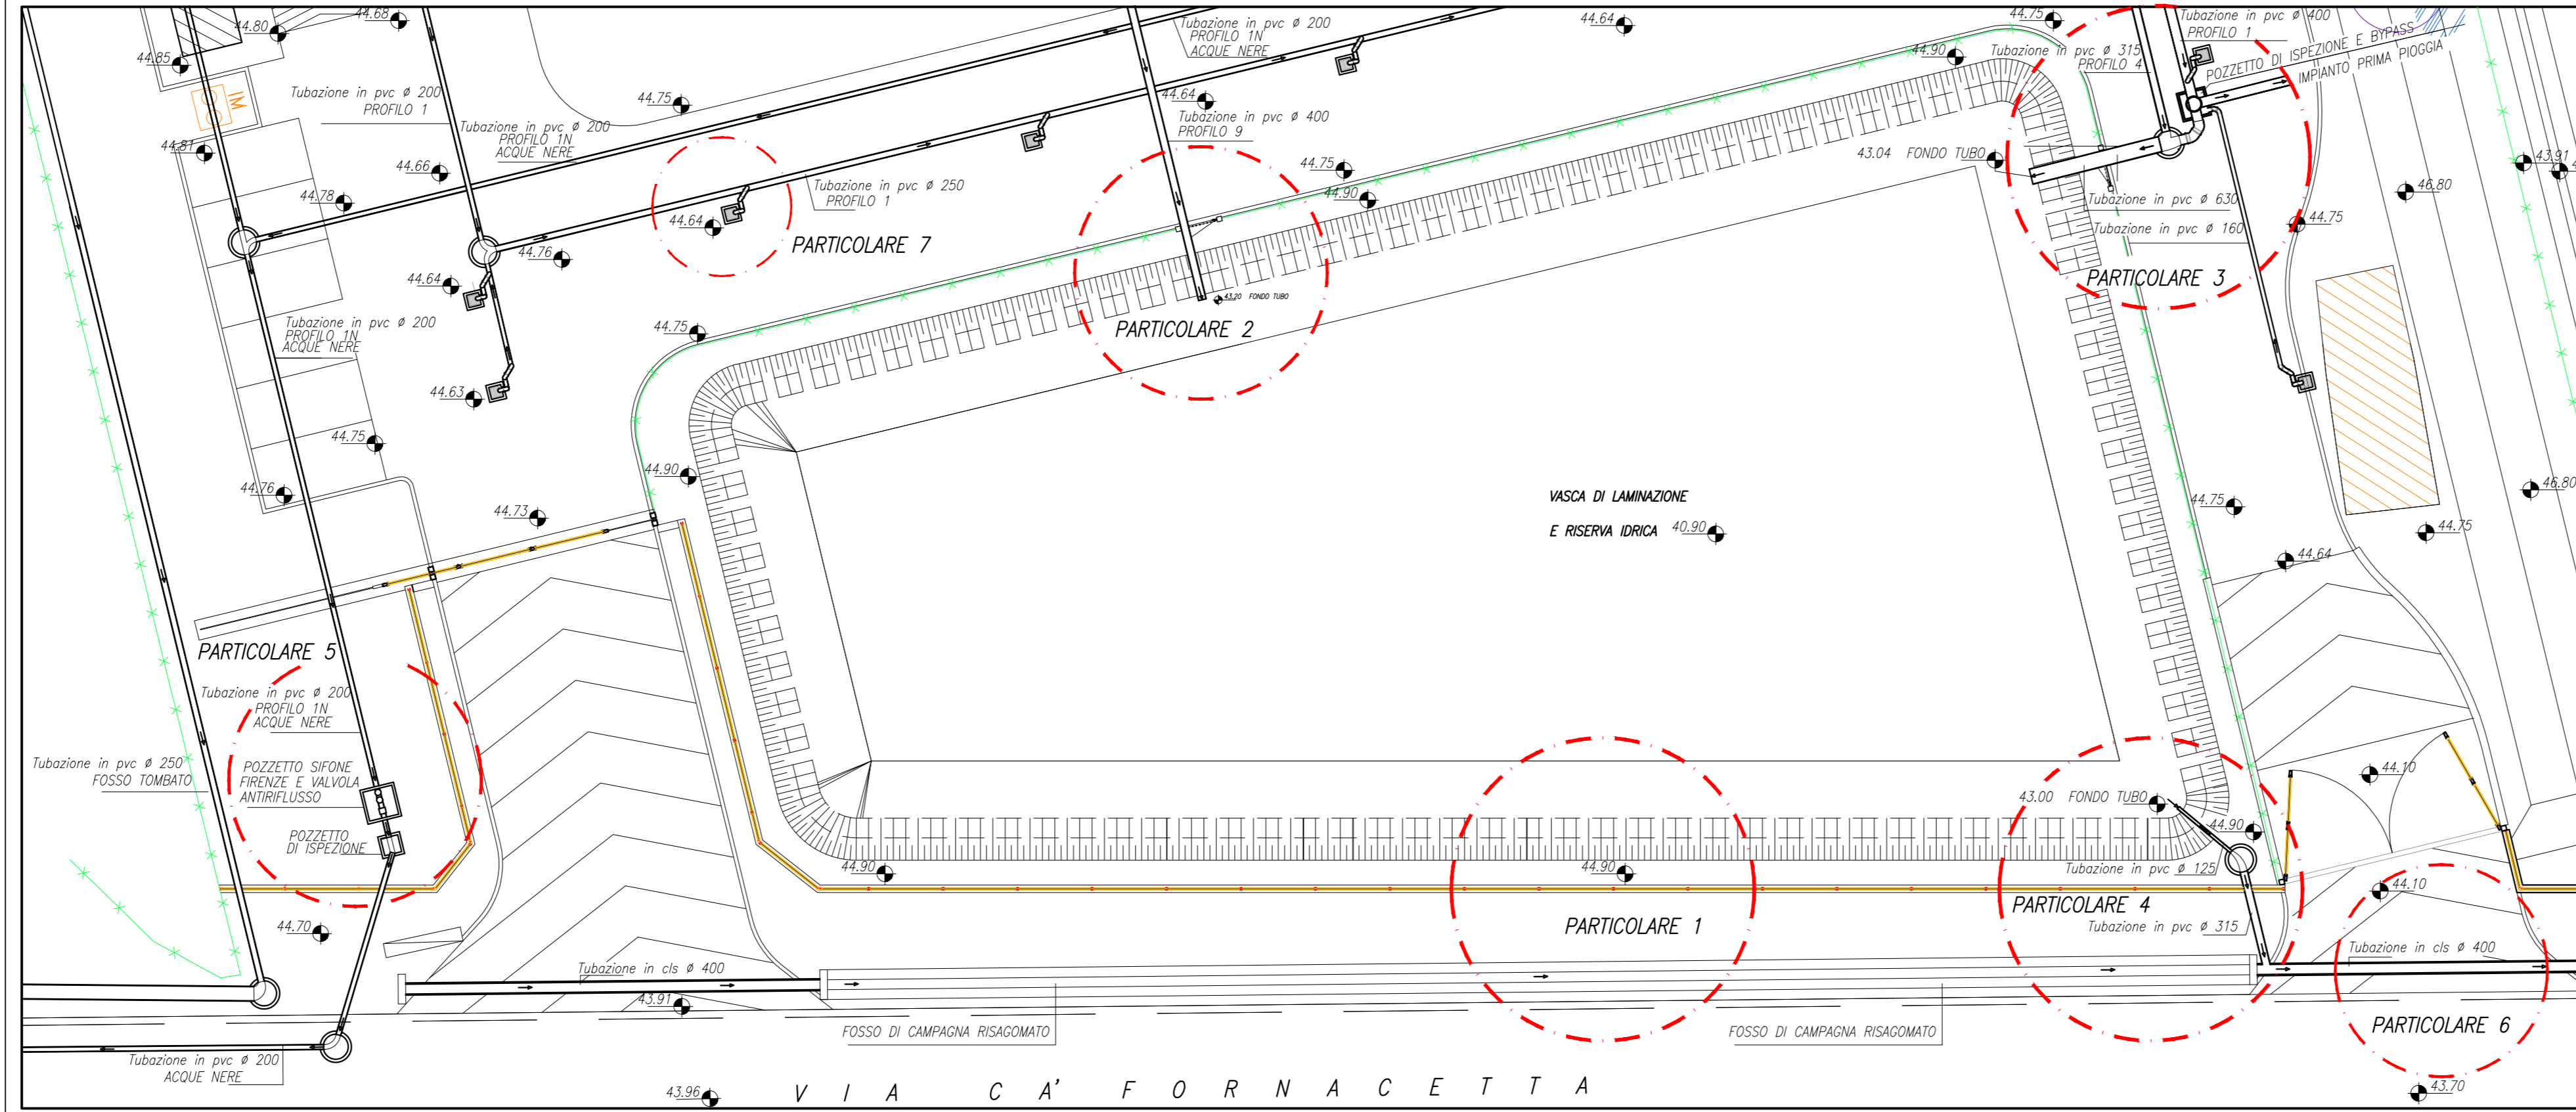 44.80
44.68
44.85
IM
Tubazione in pvc ø 200
PROFILO 1
44.81
44.78
44.66
44.75
Tubazione in pvc ø 200
PROFILO 1N
ACQUE NERE
Tubazione in pvc ø 200
PROFILO 1N
ACQUE NERE
44.64
44.64
Tubazione in pvc ø 400
PROFILO 9
44.75
44.90
44.90
44.75
Tubazione in pvc ø 315
PROFILO 4
Tubazione in pvc ø 400
PROFILO 1
POZZETTO DI ISPEZIONE E BYPASS
IMPIANTO PRIMA PIOGGIA
43.04 FONDO TUBO
Tubazione in pvc ø 630
Tubazione in pvc ø 160
PARTICOLARE 3
44.75
46.80
43.91
Tubazione in pvc ø 250
PROFILO 1
44.64
PARTICOLARE 7
44.76
44.64
43.20 FONDO TUBO
PARTICOLARE 2
Tubazione in pvc ø 200
PROFILO 1N
ACQUE NERE
44.75
44.63
44.75
44.76
44.90
44.73
VASCA DI LAMINAZIONE
E RISERVA IDRICA 40.90
44.75
44.64
44.75
46.80
PARTICOLARE 5
Tubazione in pvc ø 200
PROFILO 1N
ACQUE NERE
Tubazione in pvc ø 250
FOSSO TOMBATO
POZZETTO SIFONE
FIRENZE E VALVOLA
ANTIRIFLUSSO
POZZETTO
DI ISPEZIONE
44.70
44.90
44.90
43.00 FONDO TUBO
44.90
Tubazione in pvc ø 125
44.10
44.10
PARTICOLARE 1
PARTICOLARE 4
Tubazione in pvc ø 315
Tubazione in cls ø 400
Tubazione in cls ø 400
43.91
FOSSO DI CAMPAGNA RISAGOMATO
FOSSO DI CAMPAGNA RISAGOMATO
PARTICOLARE 6
Tubazione in pvc ø 200
ACQUE NERE
43.96
VIA CA' FORNACETTA
43.70